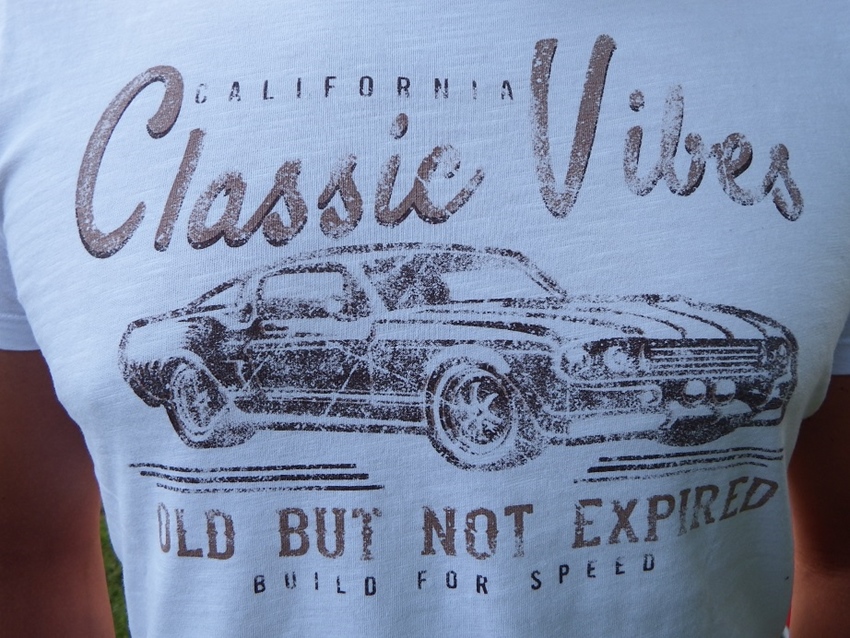 CALIFORNIA
Classic Vibes
OLD BUT NOT EXPIRED
BUILD FOR SPEED